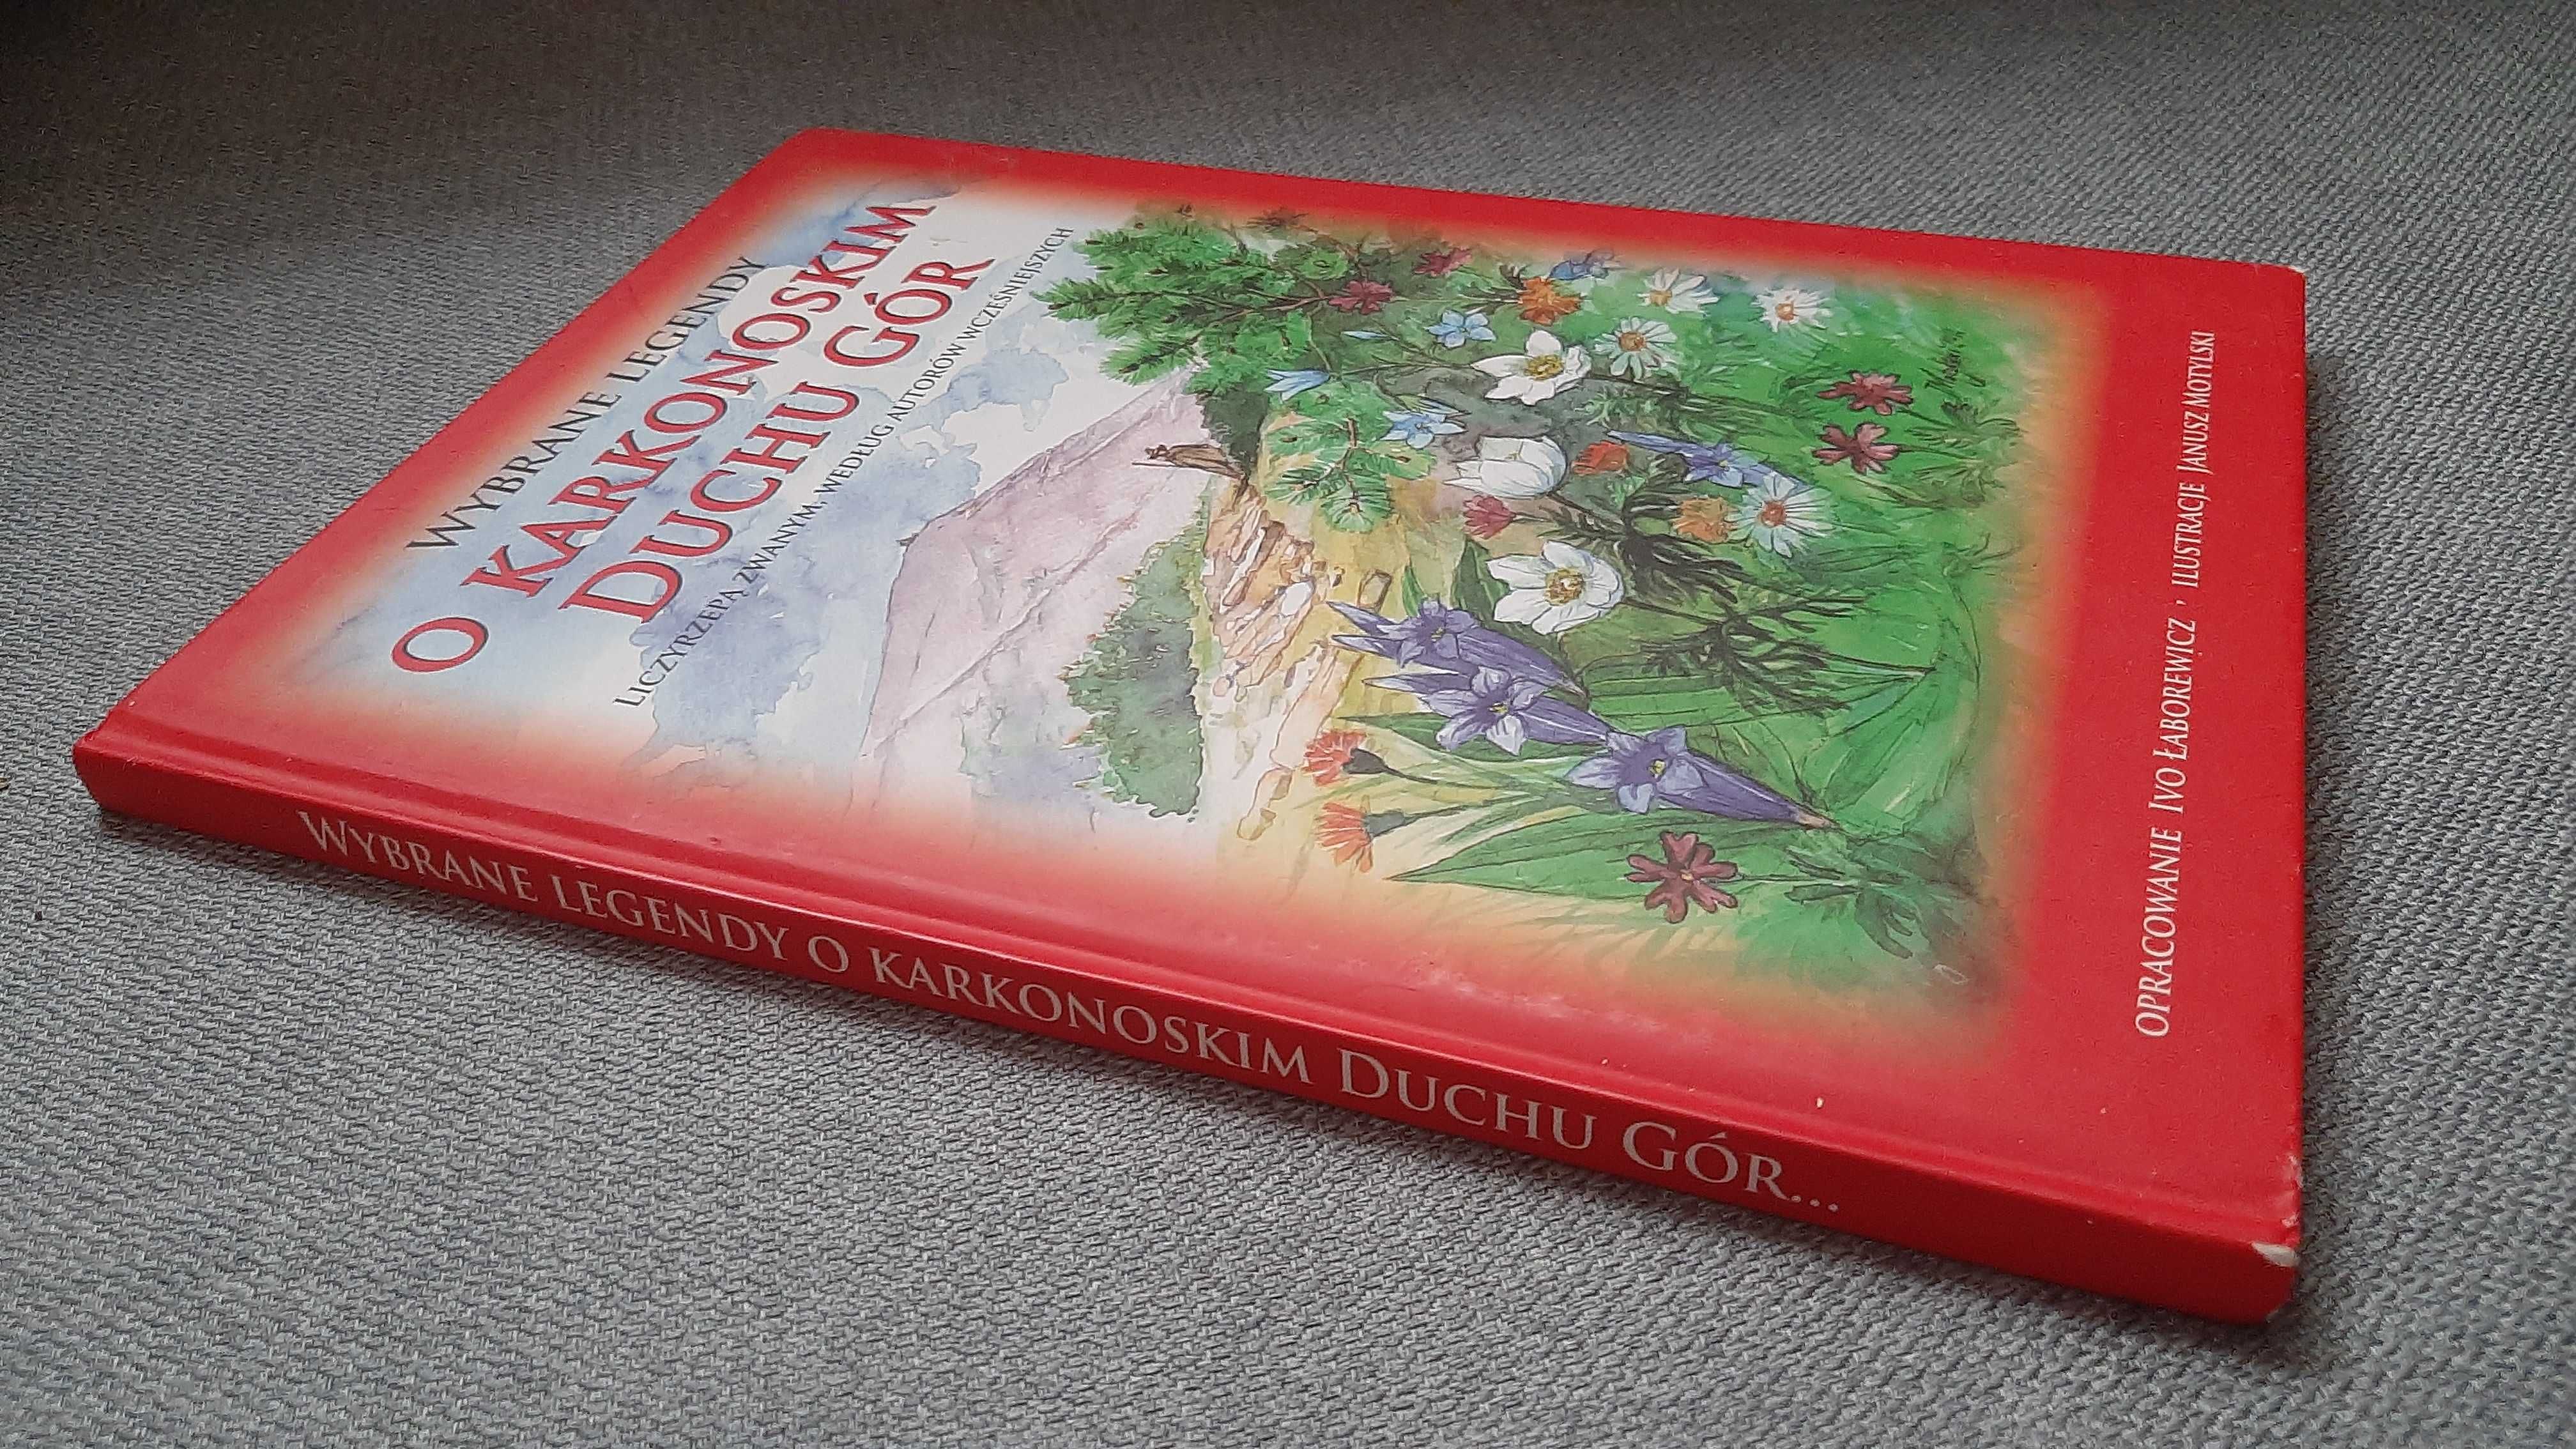 WYBRANE LEGENDY
O KARKONOSKIM
DUCHU GÓR
LICZYRZEPĄ ZWANYM, WEDŁUG AUTORÓW WCZEŚNIEJSZYCH
OPRACOWANIE IVO ŁABOREWICZ, ILUSTRACJE JANUSZ MOTYLSKI
WYBRANE LEGENDY O KARKONOSKIM DUCHU GÓR...